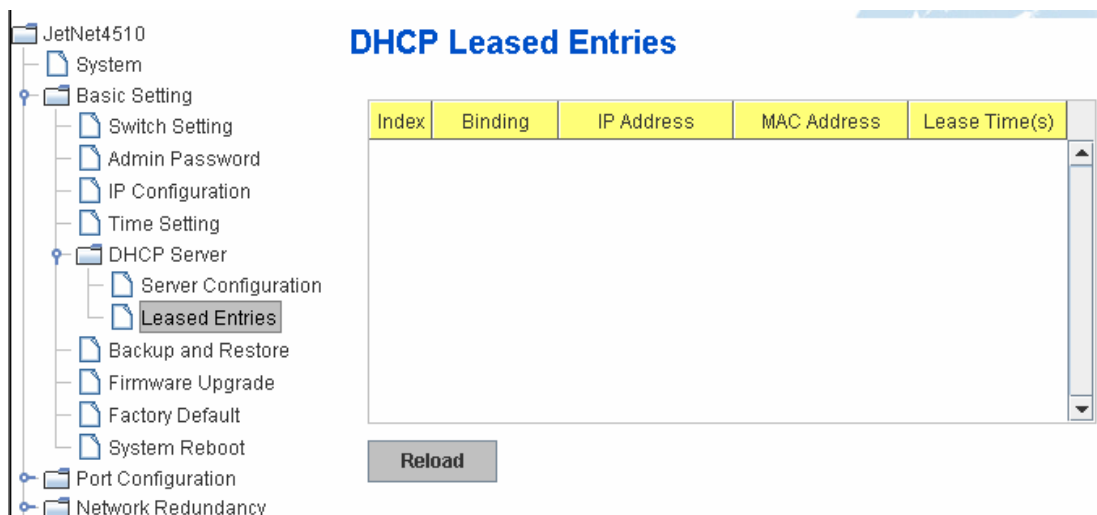 JetNet4510
System
Basic Setting
Switch Setting
Admin Password
IP Configuration
Time Setting
DHCP Server
Server Configuration
Leased Entries
Backup and Restore
Firmware Upgrade
Factory Default
System Reboot
Port Configuration
Network Redundancy
DHCP Leased Entries
Index Binding IP Address MAC Address Lease Time(s)
Reload